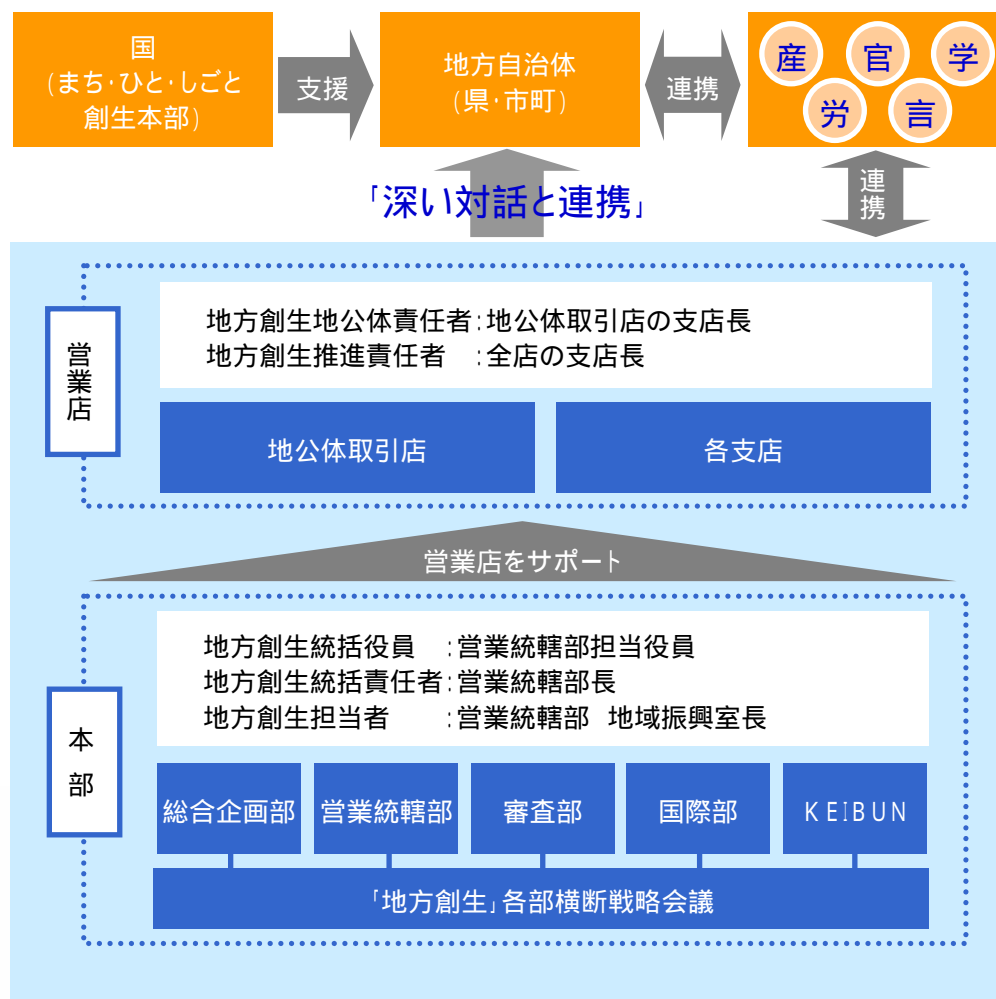 国
(まち・ひと・しごと
創生本部)
支援
地方自治体
(県・市町)
連携
産
官
学
労
言
「深い対話と連携」
連
携
営
業
店
地方創生地公体責任者:地公体取引店の支店長
地方創生推進責任者 :全店の支店長
地公体取引店
各支店
営業店をサポート
本
部
地方創生統括役員 :営業統轄部担当役員
地方創生統括責任者:営業統轄部長
地方創生担当者 :営業統轄部 地域振興室長
総合企画部
営業統轄部
審査部
国際部
KEIBUN
「地方創生」各部横断戦略会議